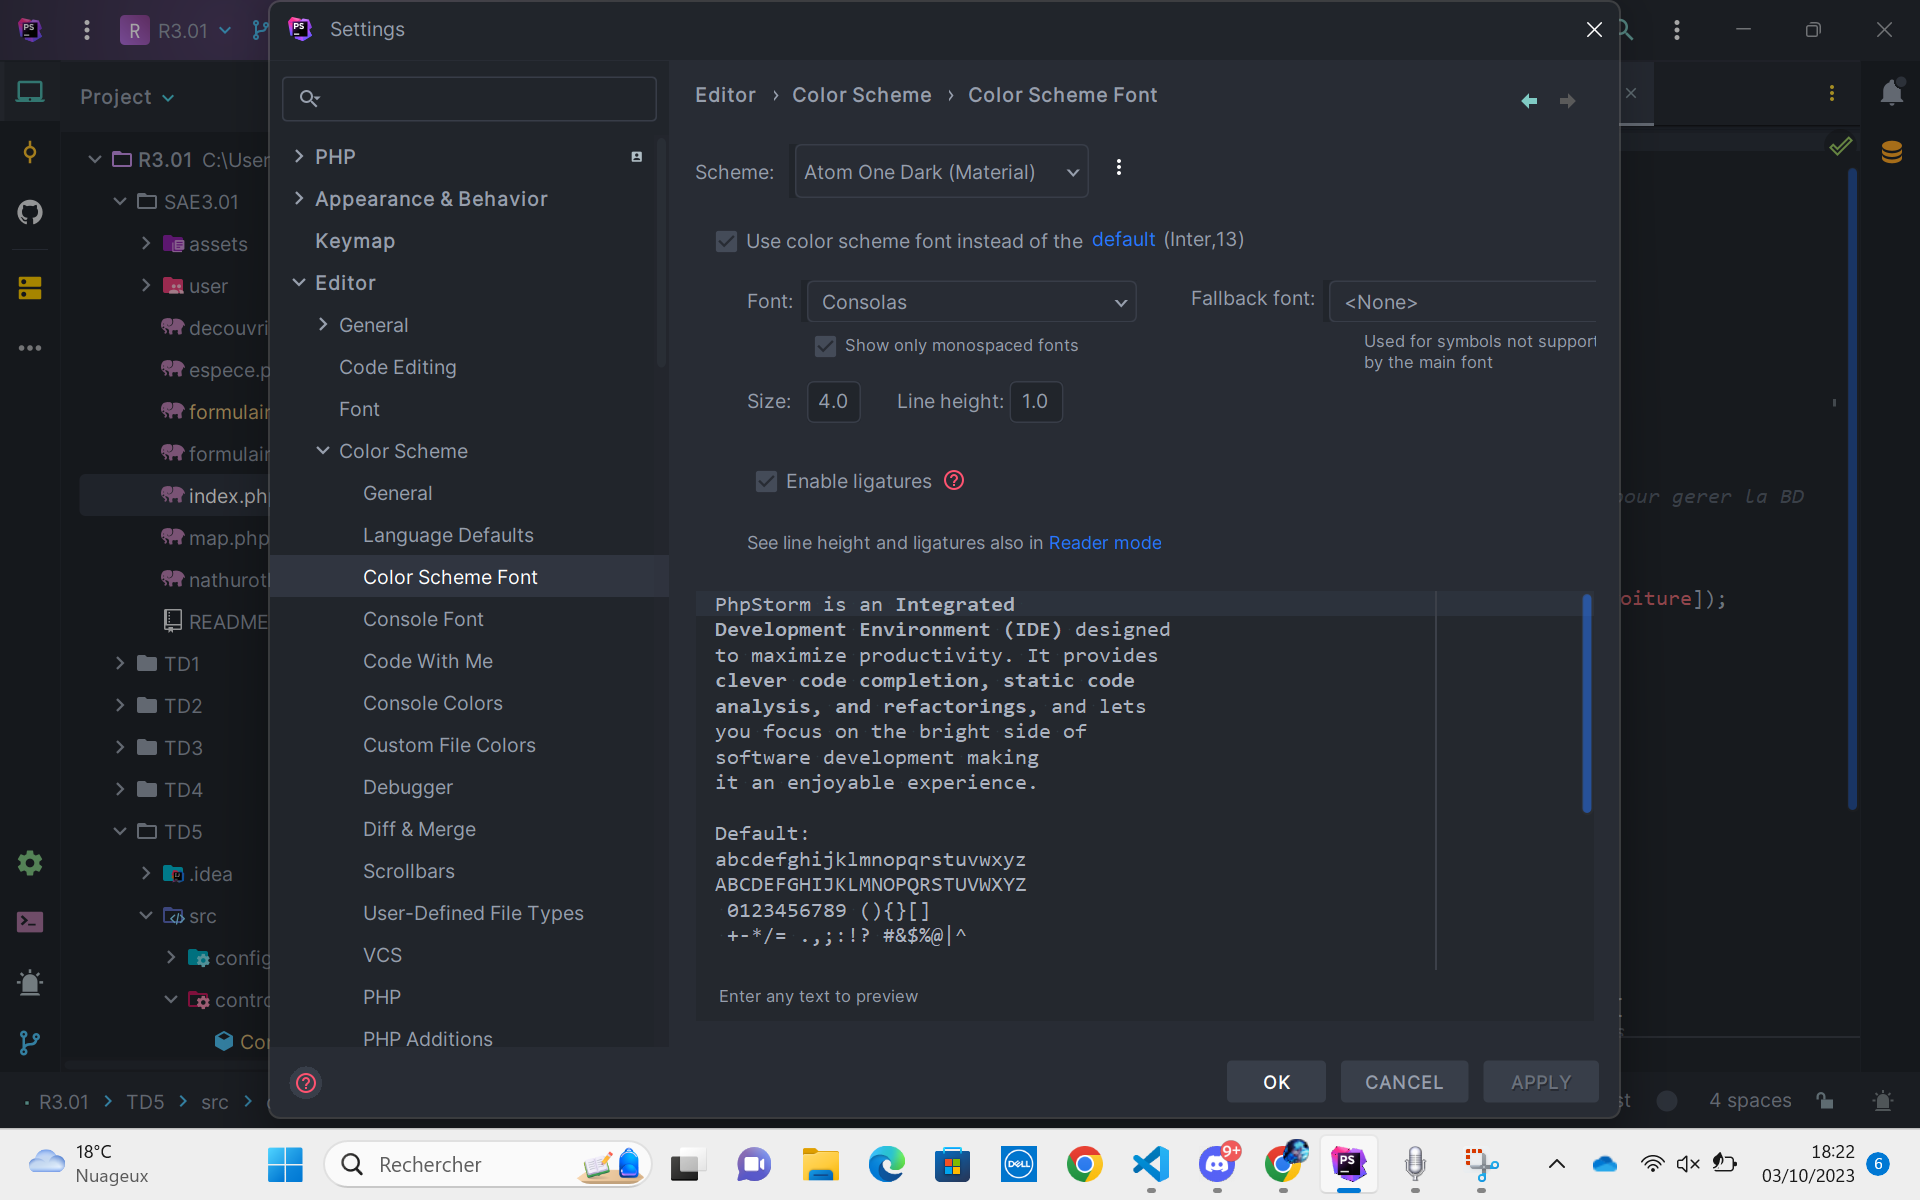 R R3.01
Settings
Project
R3.01 C:\User
SAE3.01
assets
user
decouvri
espece.p
formulair
formulair
index.php
map.php
nathurot
README
TD1
TD2
TD3
TD4
TD5
.idea
src
config
contro
Cor
PHP
Appearance & Behavior
Keymap
Editor
General
Code Editing
Font
Color Scheme
General
Language Defaults
Color Scheme Font
Console Font
Code With Me
Console Colors
Custom File Colors
Debugger
Diff & Merge
Scrollbars
User-Defined File Types
VCS
PHP
PHP Additions
Editor › Color Scheme › Color Scheme Font
Scheme: Atom One Dark (Material)
Use color scheme font instead of the default (Inter,13)
Font: Consolas Fallback font: <None>
Show only monospaced fonts
Used for symbols not support
by the main font
Size: 4.0 Line height: 1.0
Enable ligatures
See line height and ligatures also in Reader mode
PhpStorm is an Integrated
Development Environment (IDE) designed
to maximize productivity. It provides
clever code completion, static code
analysis, and refactorings, and lets
you focus on the bright side of
software development making
it an enjoyable experience.
Default:
abcdefghijklmnopqrstuvwxyz
ABCDEFGHIJKLMNOPQRSTUVWXYZ
0123456789 (){}[]
+-*/= .,;:!? #&$%@|^
Enter any text to preview
OK CANCEL APPLY
our gerer la BD
oiture]);
R3.01 > TD5 > src >
st 4 spaces
18°C
Nuageux
Rechercher
DELL
9+
PS
18:22
03/10/2023
6